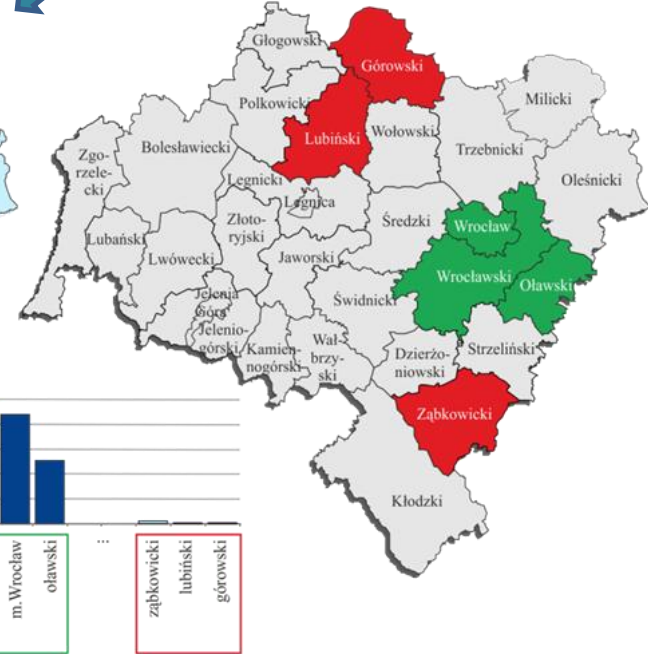 Głogowski
Górowski
Polkowicki
Milicki
Lubiński
Wołowski
Bolesławiecki
Trzebnicki
Zgo-
rzele-
cki
Legnicki
Oleśnicki
Legnica
Złoto-
ryjski
Średzki
Wrocław
Lubański
Lwówecki
Jaworski
Wrocławski
Oławski
Jelenia
Góra
Świdnicki
Jelenio-
górski
Kamien-
nogórski
Wał-
brzy-
ski
Dzierżo-
niowski
Strzeliński
Ząbkowicki
Kłodzki
m.Wrocław
oławski
...
ząbkowicki
lubiński
górowski